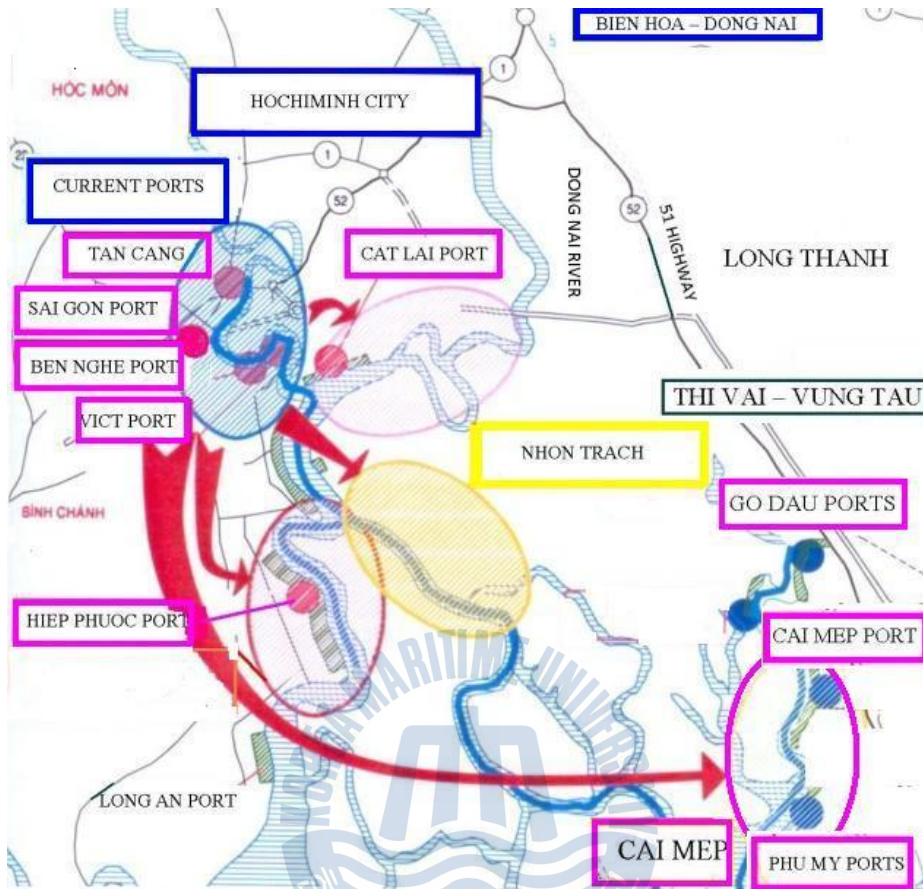 BIEN HOA – DONG NAI
1
1
HÓC MÔN
HOCHIMINH CITY
1
CURRENT PORTS
52
52
DONG NAI RIVER
51 HIGHWAY
TAN CANG
CAT LAI PORT
LONG THANH
SAI GON PORT
BEN NGHE PORT
THI VAI – VUNG TAU
VICT PORT
NHON TRACH
GO DAU PORTS
BÌNH CHÁNH
HIEP PHUOC PORT
CAI MEP PORT
LONG AN PORT
CAI MEP
PHU MY PORTS
MARITIME UNIVERSI